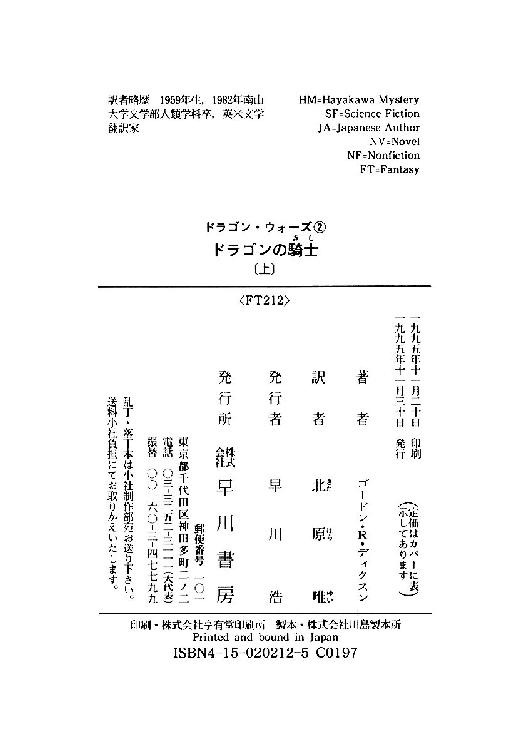 訳者略歴 1959年生,1982年南山
大学文学部人類学科卒,英米文学
翻訳家
HM=Hayakawa Mystery
SF=Science Fiction
JA=Japanese Author
NV=Novel
NF=Nonfiction
FT=Fantasy
ドラゴン・ウォーズ②
ドラゴンの騎士
〔上〕
〈FT212〉
一九九五年十一月二十日 印刷
一九九五年十一月三十日 発行
(定価はカバーに表
示してあります)
著者 ゴードン・R・ディクスン
訳者 北原唯
発行者 早川浩
発行所 株式会社 早川書房
郵便番号 一〇一
東京都千代田区神田多町二ノ二
電話 〇三‐三二五二‐三一一一(大代表)
振替 〇〇一六〇‐三‐四七七九九
乱丁・落丁本は小社制作部宛お送り下さい。
送料小社負担にてお取りかえいたします。
印刷・株式会社亨有堂印刷所 製本・株式会社川島製本所
Printed and bound in Japan
ISBN4-15-020212-5 C0197